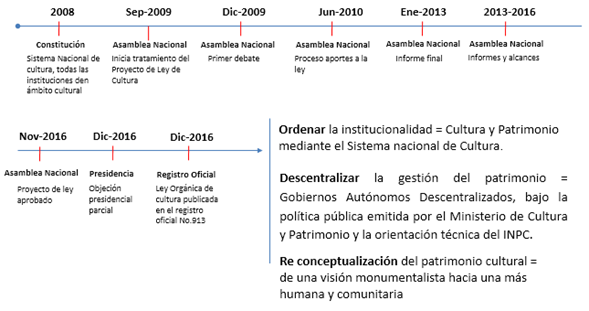 2008
Sep-2009
Dic-2009
Jun-2010
Ene-2013
2013-2016
Constitución
Sistema Nacional de
cultura, todas las
instituciones den
ámbito cultural
Asamblea Nacional
Inicia tratamiento del
Proyecto de Ley de
Cultura
Asamblea Nacional
Primer debate
Asamblea Nacional
Proceso aportes a la
ley
Asamblea Nacional
Informe final
Asamblea Nacional
Informes y alcances
Nov-2016
Dic-2016
Dic-2016
Asamblea Nacional
Proyecto de ley
aprobado
Presidencia
Objeción
presidencial
parcial
Registro Oficial
Ley Orgánica de
cultura publicada
en el registro
oficial No.913
Ordenar la institucionalidad = Cultura y Patrimonio
mediante el Sistema nacional de Cultura.
Descentralizar la gestión del patrimonio =
Gobiernos Autónomos Descentralizados, bajo la
política pública emitida por el Ministerio de Cultura
y Patrimonio y la orientación técnica del INPC.
Re conceptualización del patrimonio cultural =
de una visión monumentalista hacia una más
humana y comunitaria